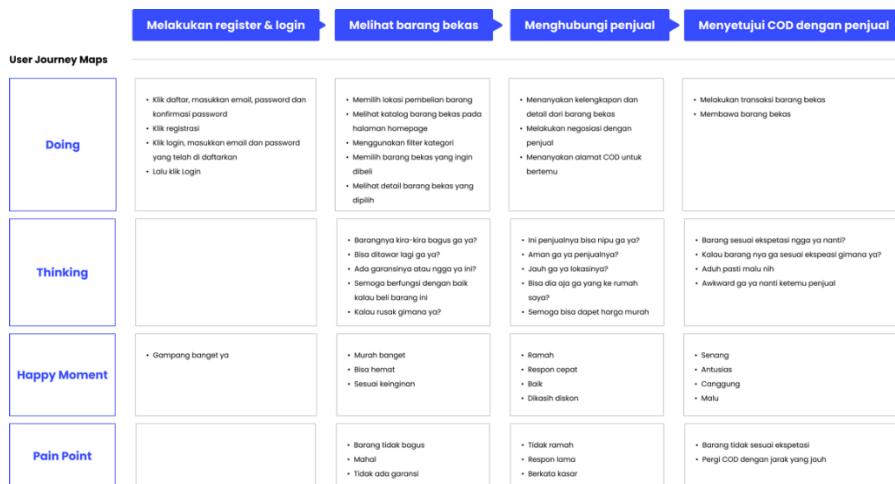 Melakukan register & login
Melihat barang bekas
Menghubungi penjual
Menyetujui COD dengan penjual
User Journey Maps
Doing
• Klik daftar, masukkan email, password dan
konfirmasi password
• Klik registrasi
• Klik login, masukkan email dan password
yang telah di daftarkan
• Lalu klik Login
• Memilih lokasi pembelian barang
• Melihat katalog barang bekas pada
halaman homepage
• Menggunakan filter kategori
• Memilih barang bekas yang ingin
dibeli
• Melihat detail barang bekas yang
dipilih
• Menanyakan kelengkapan dan
detail dari barang bekas
• Melakukan negosiasi dengan
penjual
• Menanyakan alamat COD untuk
bertemu
• Melakukan transaksi barang bekas
• Membawa barang bekas
Thinking
• Barangnya kira-kira bagus ga ya?
• Bisa ditawar lagi ga ya?
• Ada garansinya atau ngga ya ini?
• Semoga berfungsi dengan baik
kalau beli barang ini
• Kalau rusak gimana ya?
• Ini penjualnya bisa nipu ga ya?
• Aman ga ya penjualnya?
• Jauh ga ya lokasinya?
• Bisa dia aja ga yang ke rumah
saya?
• Semoga bisa dapet harga murah
• Barang sesuai ekspetasi ngga ya nanti?
• Kalau barang nya ga sesuai ekspeasi gimana ya?
• Aduh pasti malu nih
• Awkward ga ya nanti ketemu penjual
Happy Moment
• Gampang banget ya
• Murah banget
• Bisa hemat
• Sesuai keinginan
• Ramah
• Respon cepat
• Baik
• Dikasih diskon
• Senang
• Antusias
• Canggung
• Malu
Pain Point
• Barang tidak bagus
• Mahal
• Tidak ada garansi
• Tidak ramah
• Respon lama
• Berkata kasar
• Barang tidak sesuai ekspetasi
• Pergi COD dengan jarak yang jauh